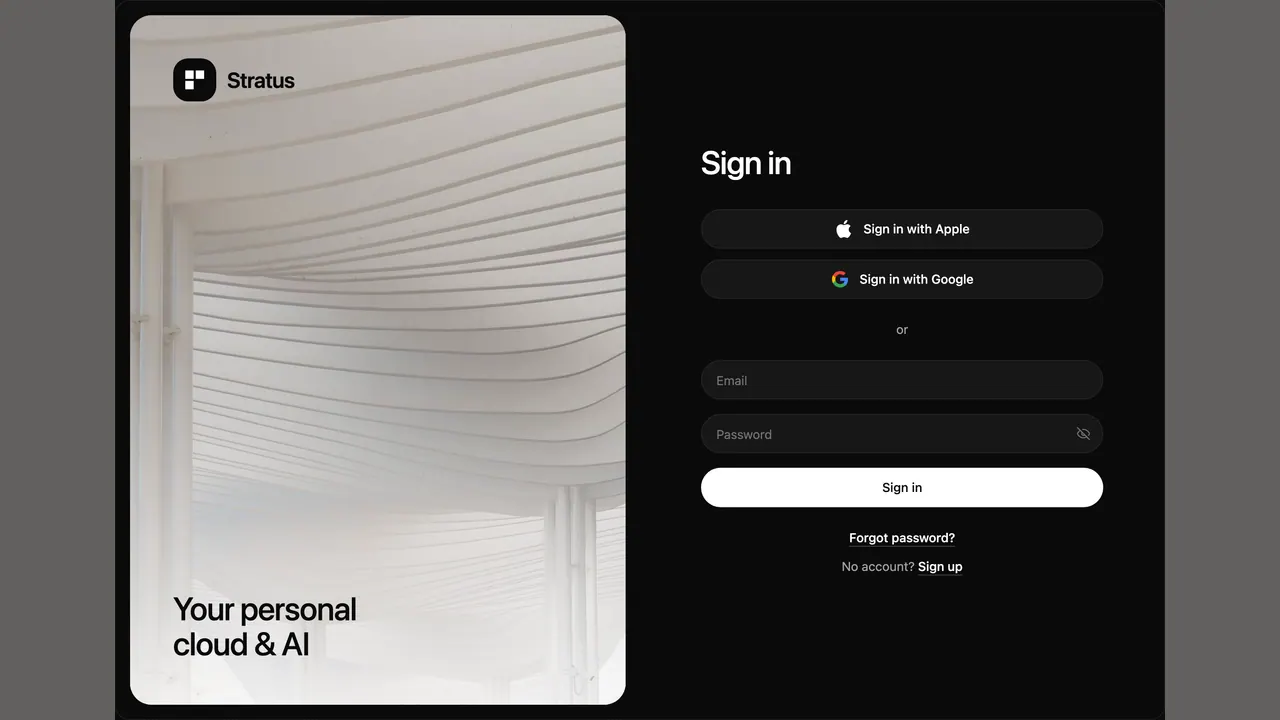 Stratus
Your personal
cloud & AI
Sign in
Sign in with Apple
Sign in with Google
or
Email
Password
Sign in
Forgot password?
No account? Sign up